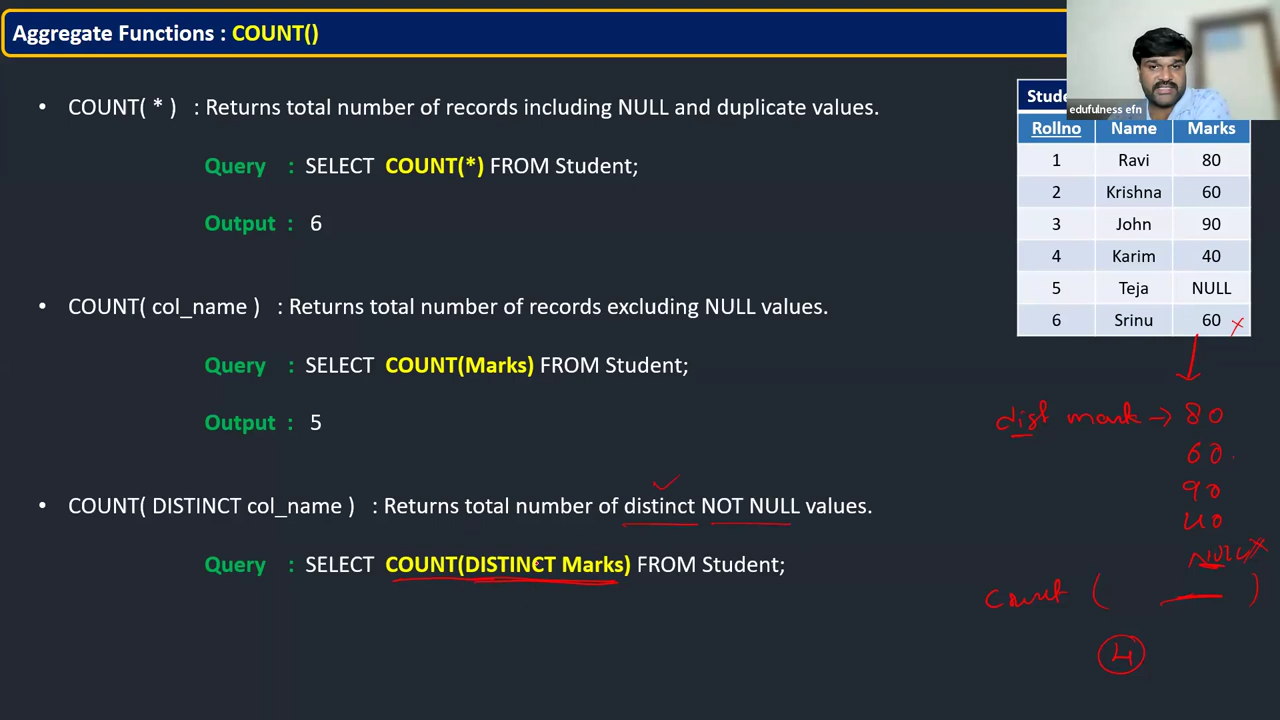 Aggregate Functions : COUNT()
• COUNT( * ) : Returns total number of records including NULL and duplicate values.
Query : SELECT COUNT(*) FROM Student;
Output : 6
• COUNT( col_name ) : Returns total number of records excluding NULL values.
Query : SELECT COUNT(Marks) FROM Student;
Output : 5
• COUNT( DISTINCT col_name ) : Returns total number of distinct NOT NULL values.
Query : SELECT COUNT(DISTINCT Marks) FROM Student;
edufulness efn
Rollno Name Marks
1 Ravi 80
2 Krishna 60
3 John 90
4 Karim 40
5 Teja NULL
6 Srinu 60
dist mark → 80
60
90
40
NULL
count ( )
4